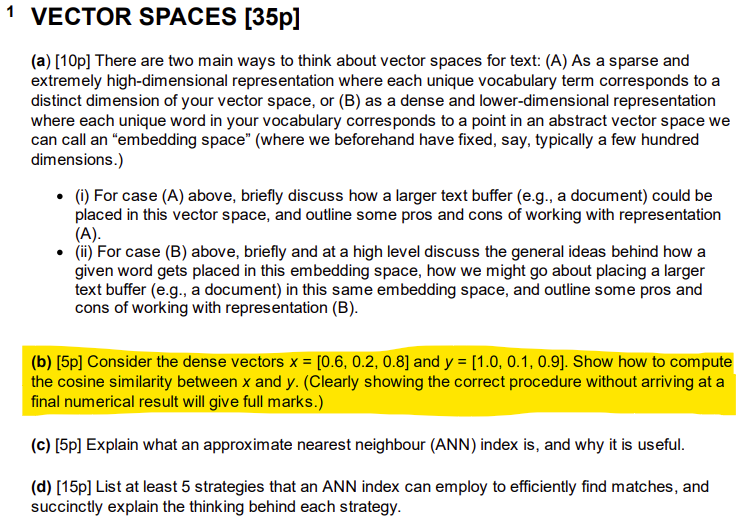 1 VECTOR SPACES [35p]
(a) [10p] There are two main ways to think about vector spaces for text: (A) As a sparse and
extremely high-dimensional representation where each unique vocabulary term corresponds to a
distinct dimension of your vector space, or (B) as a dense and lower-dimensional representation
where each unique word in your vocabulary corresponds to a point in an abstract vector space we
can call an “embedding space” (where we beforehand have fixed, say, typically a few hundred
dimensions.)
• (i) For case (A) above, briefly discuss how a larger text buffer (e.g., a document) could be
placed in this vector space, and outline some pros and cons of working with representation
(A).
• (ii) For case (B) above, briefly and at a high level discuss the general ideas behind how a
given word gets placed in this embedding space, how we might go about placing a larger
text buffer (e.g., a document) in this same embedding space, and outline some pros and
cons of working with representation (B).
(b) [5p] Consider the dense vectors x = [0.6, 0.2, 0.8] and y = [1.0, 0.1, 0.9]. Show how to compute
the cosine similarity between x and y. (Clearly showing the correct procedure without arriving at a
final numerical result will give full marks.)
(c) [5p] Explain what an approximate nearest neighbour (ANN) index is, and why it is useful.
(d) [15p] List at least 5 strategies that an ANN index can employ to efficiently find matches, and
succinctly explain the thinking behind each strategy.